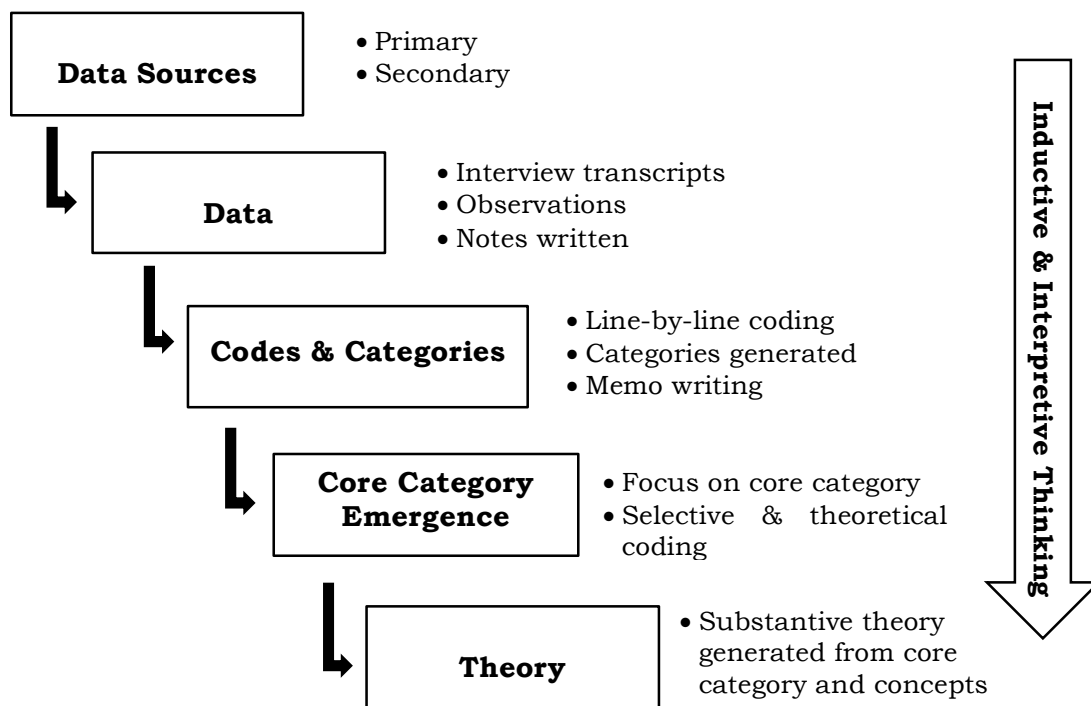 Data Sources
• Primary
• Secondary
Data
• Interview transcripts
• Observations
• Notes written
Codes & Categories
• Line-by-line coding
• Categories generated
• Memo writing
Core Category
Emergence
• Focus on core category
• Selective & theoretical
coding
Theory
• Substantive theory
generated from core
category and concepts
Inductive & Interpretive Thinking